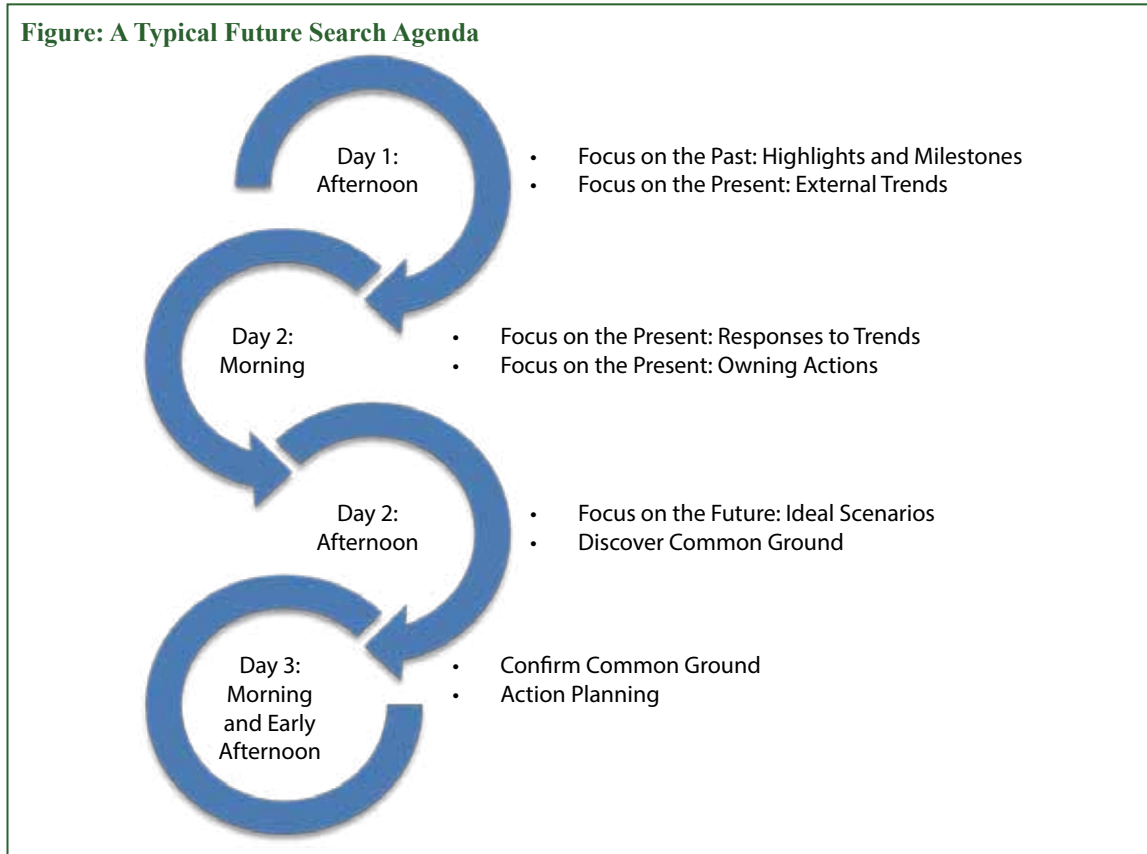 Figure: A Typical Future Search Agenda
Day 1:
Afternoon
• Focus on the Past: Highlights and Milestones
• Focus on the Present: External Trends
Day 2:
Morning
• Focus on the Present: Responses to Trends
• Focus on the Present: Owning Actions
Day 2:
Afternoon
• Focus on the Future: Ideal Scenarios
• Discover Common Ground
Day 3:
Morning
and Early
Afternoon
• Confirm Common Ground
• Action Planning